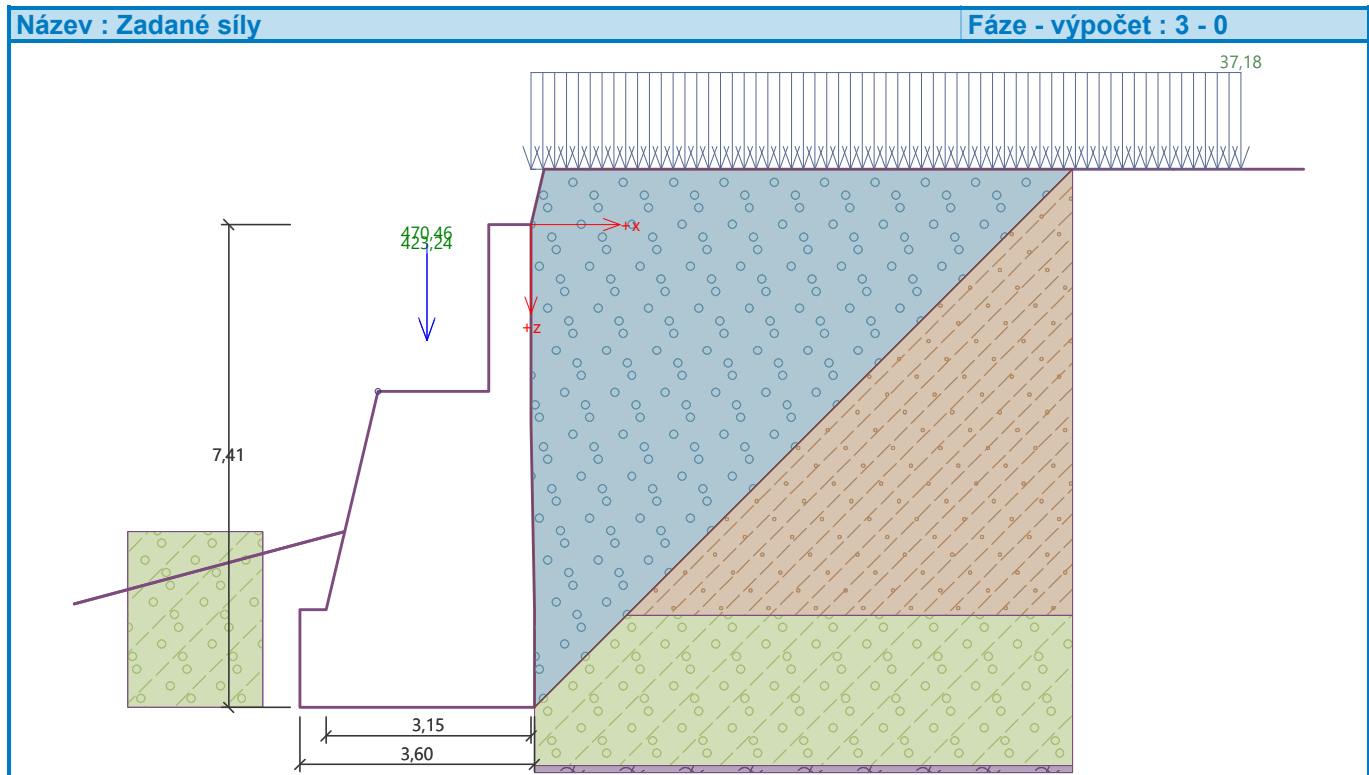 Název : Zadané síly
Fáze - výpočet : 3 - 0
37,18
470,46
423,24
+x
+z
7,41
3,15
3,60